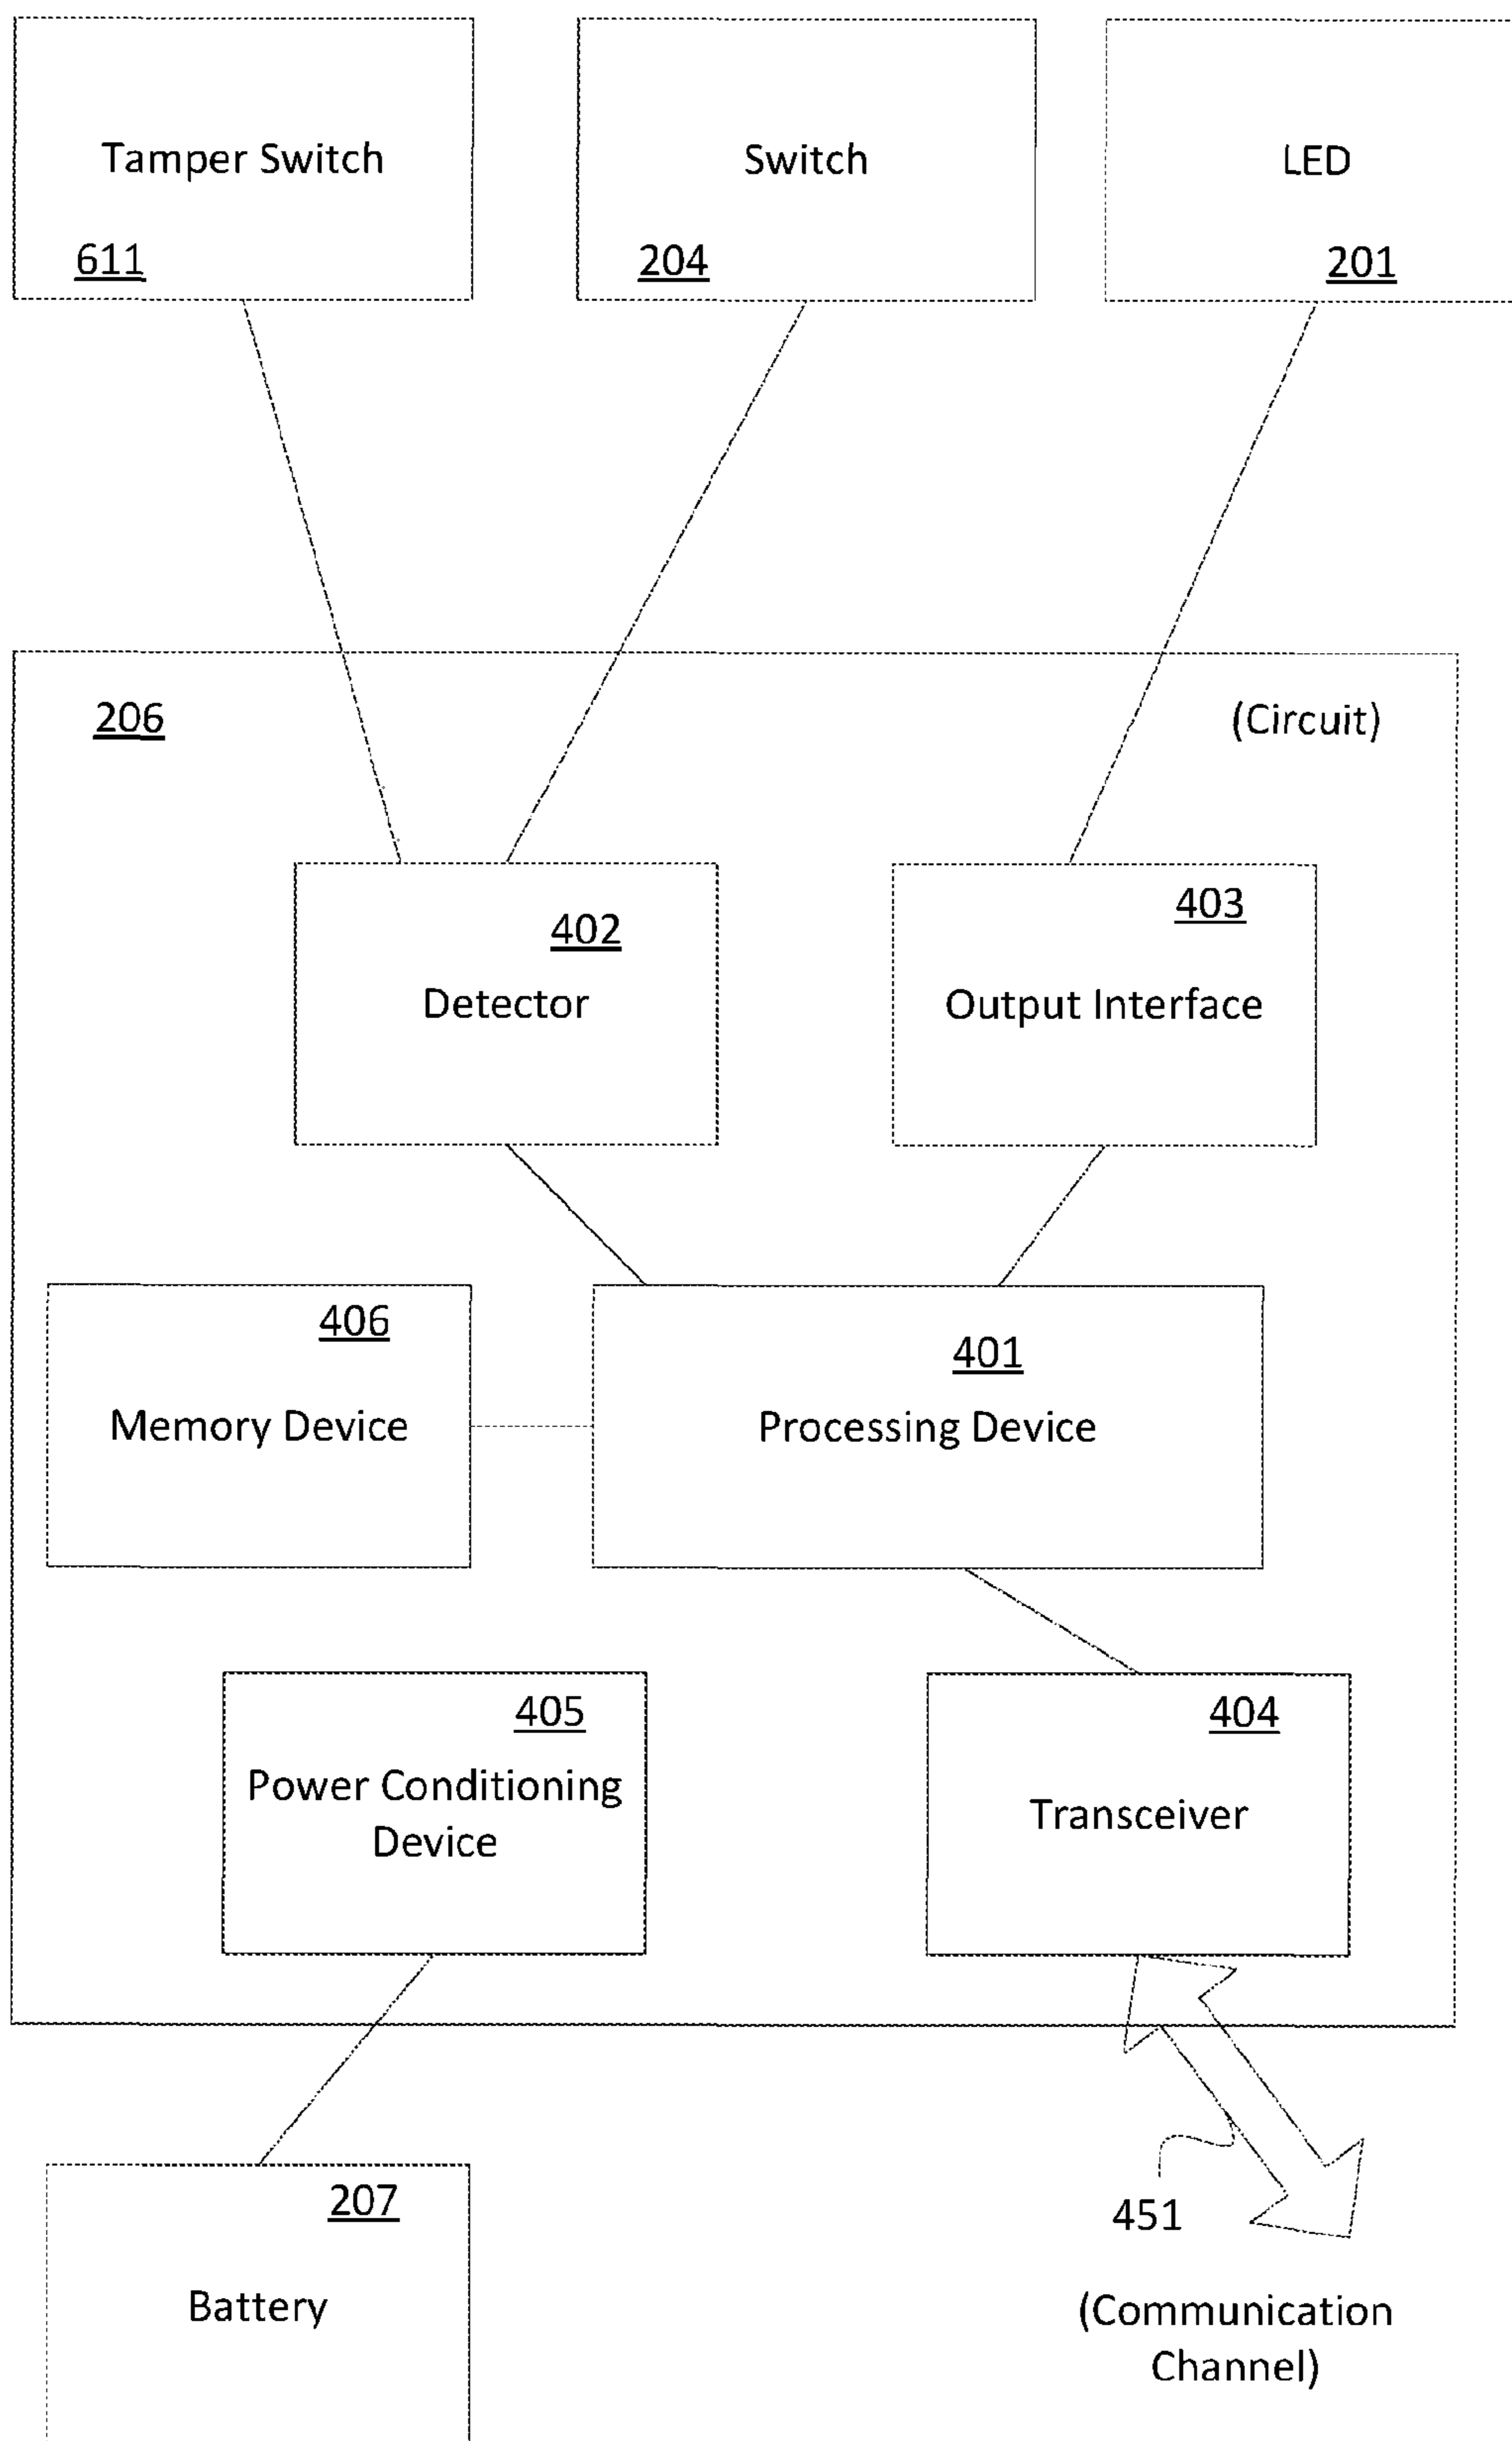 Tamper Switch
611
Switch
204
LED
201
206
(Circuit)
402
Detector
403
Output Interface
406
Memory Device
401
Processing Device
405
Power Conditioning
Device
404
Transceiver
207
Battery
451
(Communication
Channel)